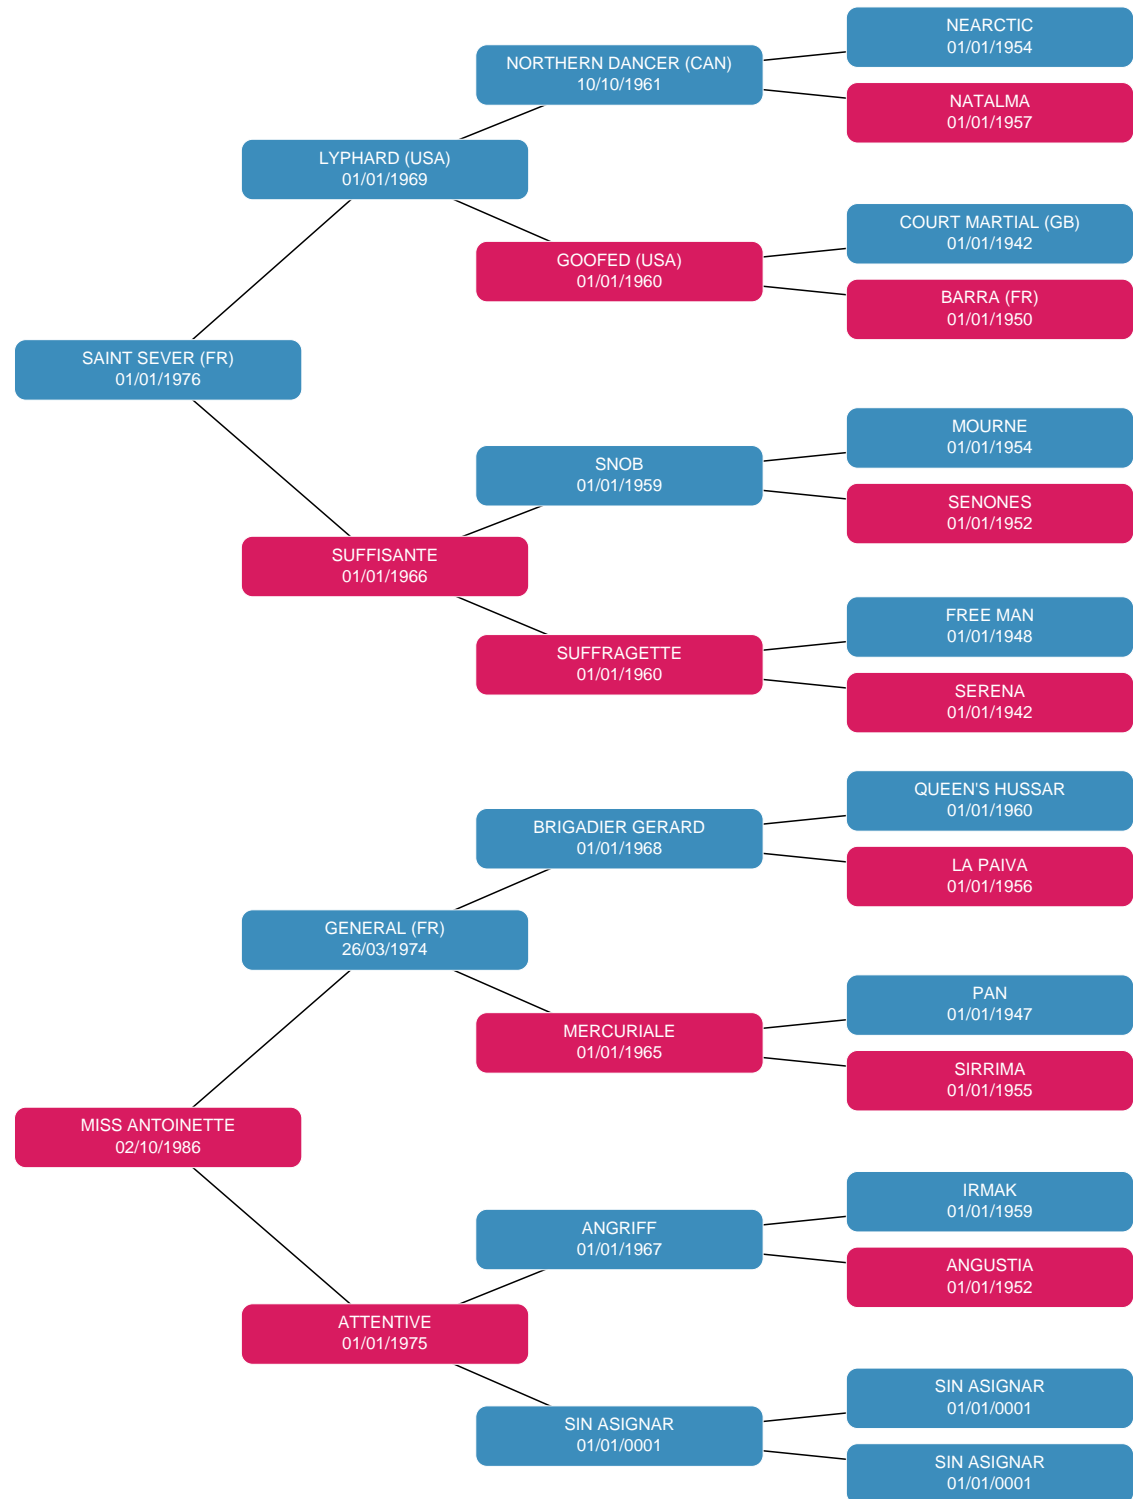 NEARCTIC
01/01/1954
NORTHERN DANCER (CAN)
10/10/1961
NATALMA
01/01/1957
LYPHARD (USA)
01/01/1969
COURT MARTIAL (GB)
01/01/1942
GOOFED (USA)
01/01/1960
BARRA (FR)
01/01/1950
SAINT SEVER (FR)
01/01/1976
MOURNE
01/01/1954
SNOB
01/01/1959
SENONES
01/01/1952
SUFFISANTE
01/01/1966
FREE MAN
01/01/1948
SUFFRAGETTE
01/01/1960
SERENA
01/01/1942
QUEEN'S HUSSAR
01/01/1960
BRIGADIER GERARD
01/01/1968
LA PAIVA
01/01/1956
GENERAL (FR)
26/03/1974
PAN
01/01/1947
MERCURIALE
01/01/1965
SIRRIMA
01/01/1955
MISS ANTOINETTE
02/10/1986
IRMAK
01/01/1959
ANGRIFF
01/01/1967
ANGUSTIA
01/01/1952
ATTENTIVE
01/01/1975
SIN ASIGNAR
01/01/0001
SIN ASIGNAR
01/01/0001
SIN ASIGNAR
01/01/0001